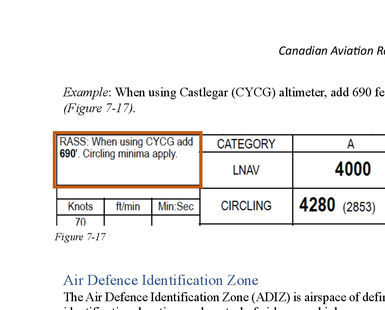 Canadian Aviation R
Example: When using Castlegar (CYCG) altimeter, add 690 fe
(Figure 7-17).
RASS: When using CYCG add
690'. Circling minima apply.
CATEGORY A
LNAV 4000
Knots ft/min Min:Sec
CIRCLING 4280 (2853)
70
Figure 7-17
Air Defence Identification Zone
The Air Defence Identification Zone (ADIZ) is airspace of defin